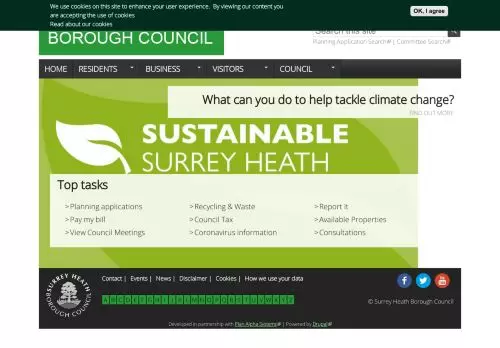 We use cookies on this site to enhance your user experience. By viewing our content you are accepting the use of cookies
Read about our cookies
OK, I agree
BOROUGH COUNCIL
Search this site
Planning Application Search | Committee Search
HOME RESIDENTS BUSINESS VISITORS COUNCIL
What can you do to help tackle climate change?
FIND OUT MORE
SUSTAINABLE
SURREY HEATH
Top tasks
> Planning applications
> Pay my bill
> View Council Meetings
> Recycling & Waste
> Council Tax
> Coronavirus information
> Report it
> Available Properties
> Consultations
SURREY HEATH
BOROUGH COUNCIL
Contact | Events | News | Disclaimer | Cookies | How we use your data
A B C D E F G H I J K L M N O P Q R S T U V W X Y Z
© Surrey Heath Borough Council
Developed in partnership with Plan Alpha Systems | Powered by Drupal